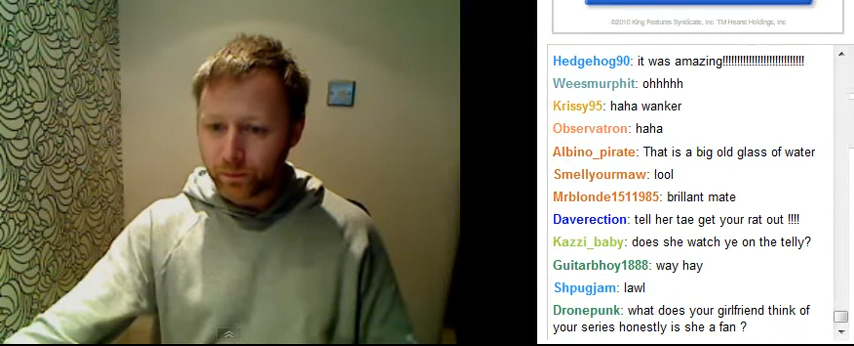 ©2010 King Features Syndicate, Inc. TM Hearst Holdings, Inc
Hedgehog90: it was amazing!!!!!!!!!!!!!!!!!!!!!!!!!!!!
Weesmurphit: ohhhhh
Krissy95: haha wanker
Observatron: haha
Albino_pirate: That is a big old glass of water
Smellyourmaw: lool
Mrblonde1511985: brillant mate
Daverection: tell her tae get your rat out !!!!
Kazzi_baby: does she watch ye on the telly?
Guitarbhoy1888: way hay
Shpugjam: lawl
Dronepunk: what does your girlfriend think of
your series honestly is she a fan ?